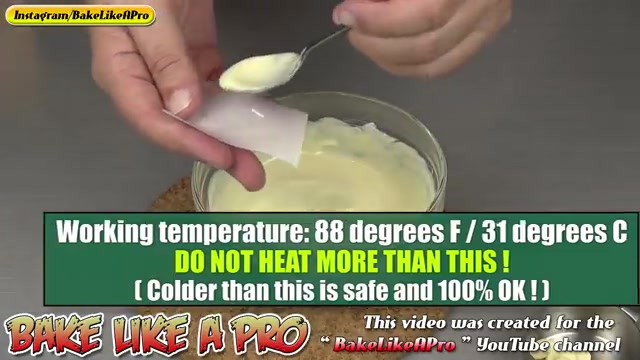 Instagram/BakeLikeAPro
Working temperature: 88 degrees F / 31 degrees C
DO NOT HEAT MORE THAN THIS !
( Colder than this is safe and 100% OK ! )
BAKE LIKE A PRO
This video was created for the
“ BakeLikeAPro ” YouTube channel